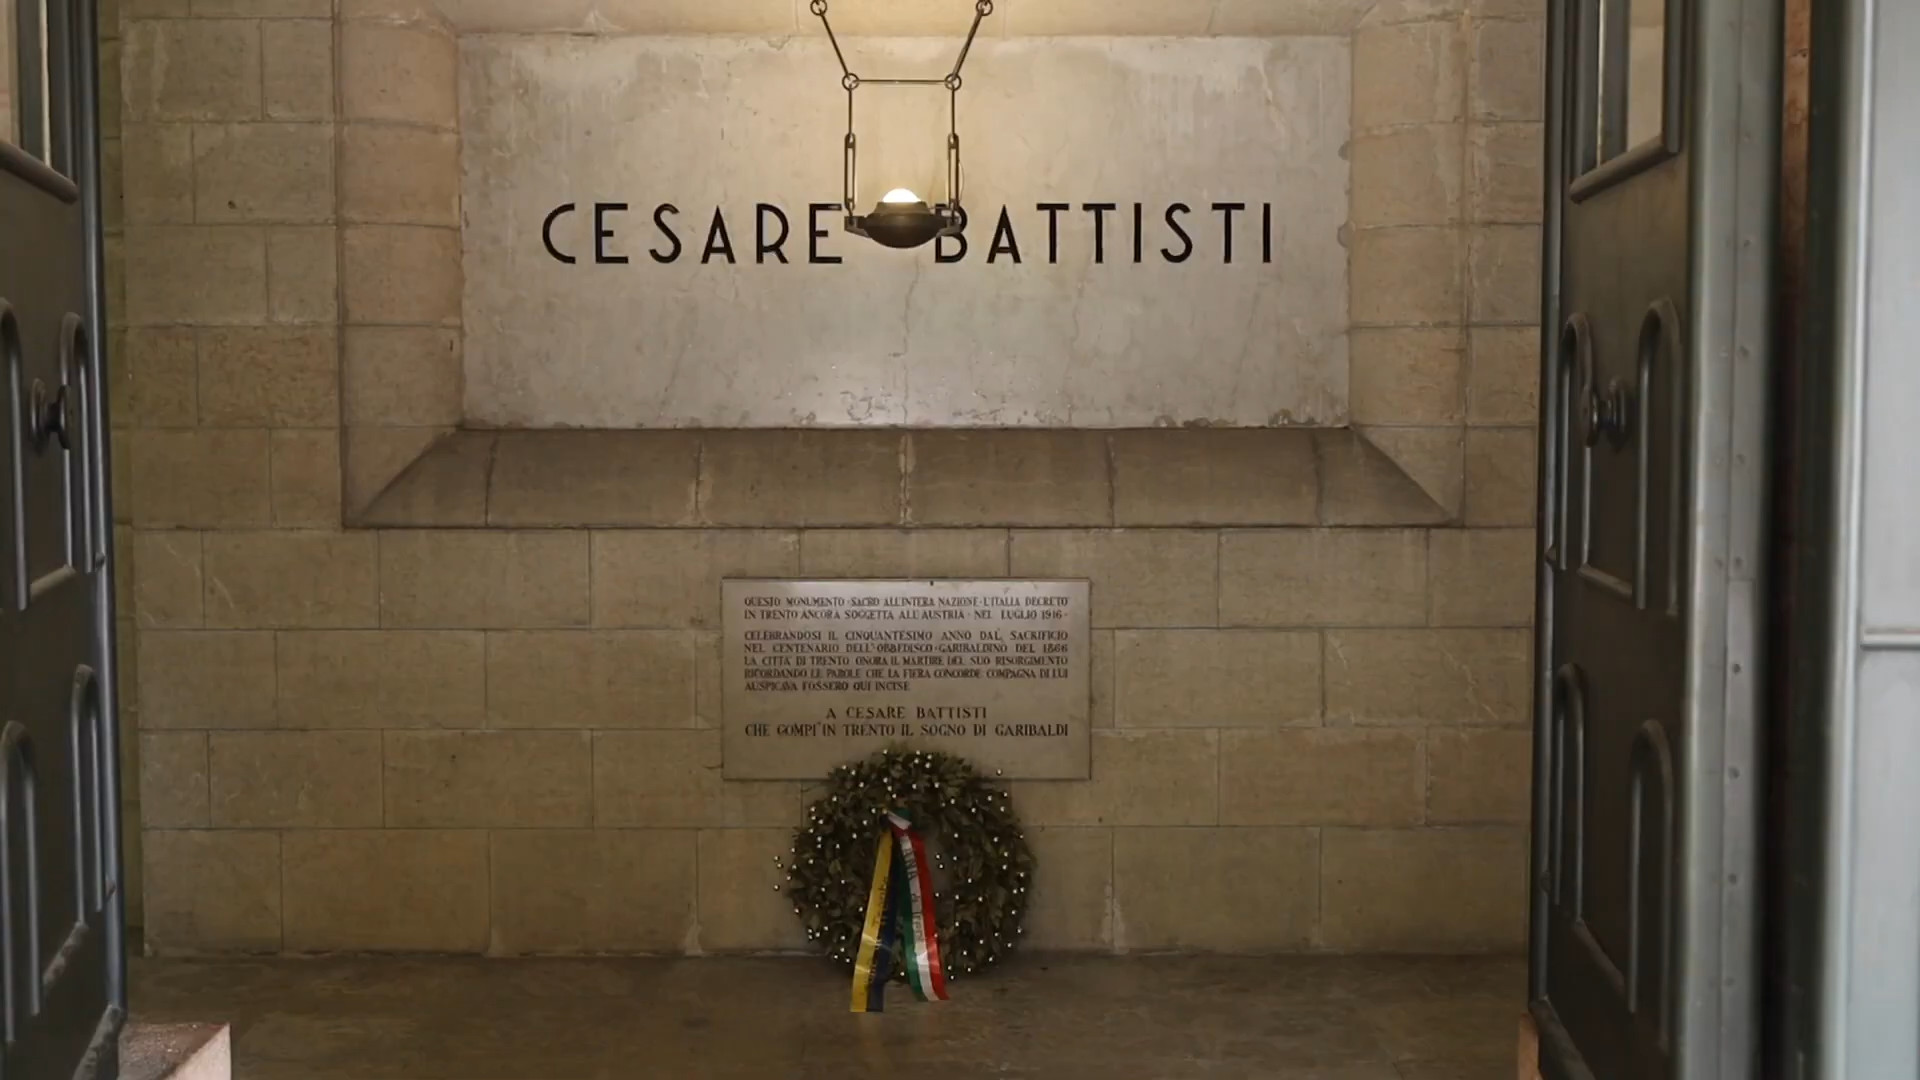 CESARE BATTISTI
QUESTO MONUMENTO·SACRO ALL'INTERA NAZIONE·L'ITALIA DECRETO'
IN TRENTO ANCORA SOGGETTA ALL'AUSTRIA·NEL LUGLIO 1916·
CELEBRANDOSI IL CINQUANTESIMO ANNO DAL SACRIFICIO
NEL CENTENARIO DELL'OBBEDISCO·GARIBALDINO DEL 1866
LA CITTA' DI TRENTO ONORA IL MARTIRE DEL SUO RISORGIMENTO
RICORDANDO LE PAROLE CHE LA FIERA CONCORDE COMPAGNA DI LUI
AUSPICAVA FOSSERO QUI INCISE
A CESARE BATTISTI
CHE COMPI' IN TRENTO IL SOGNO DI GARIBALDI